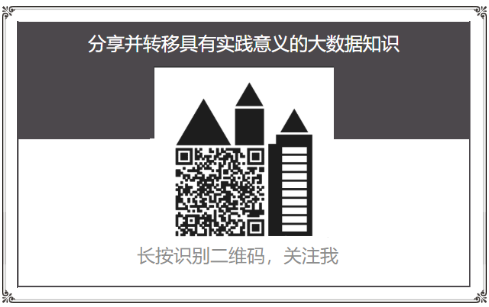 分享并转移具有实践意义的大数据知识
长按识别二维码，关注我